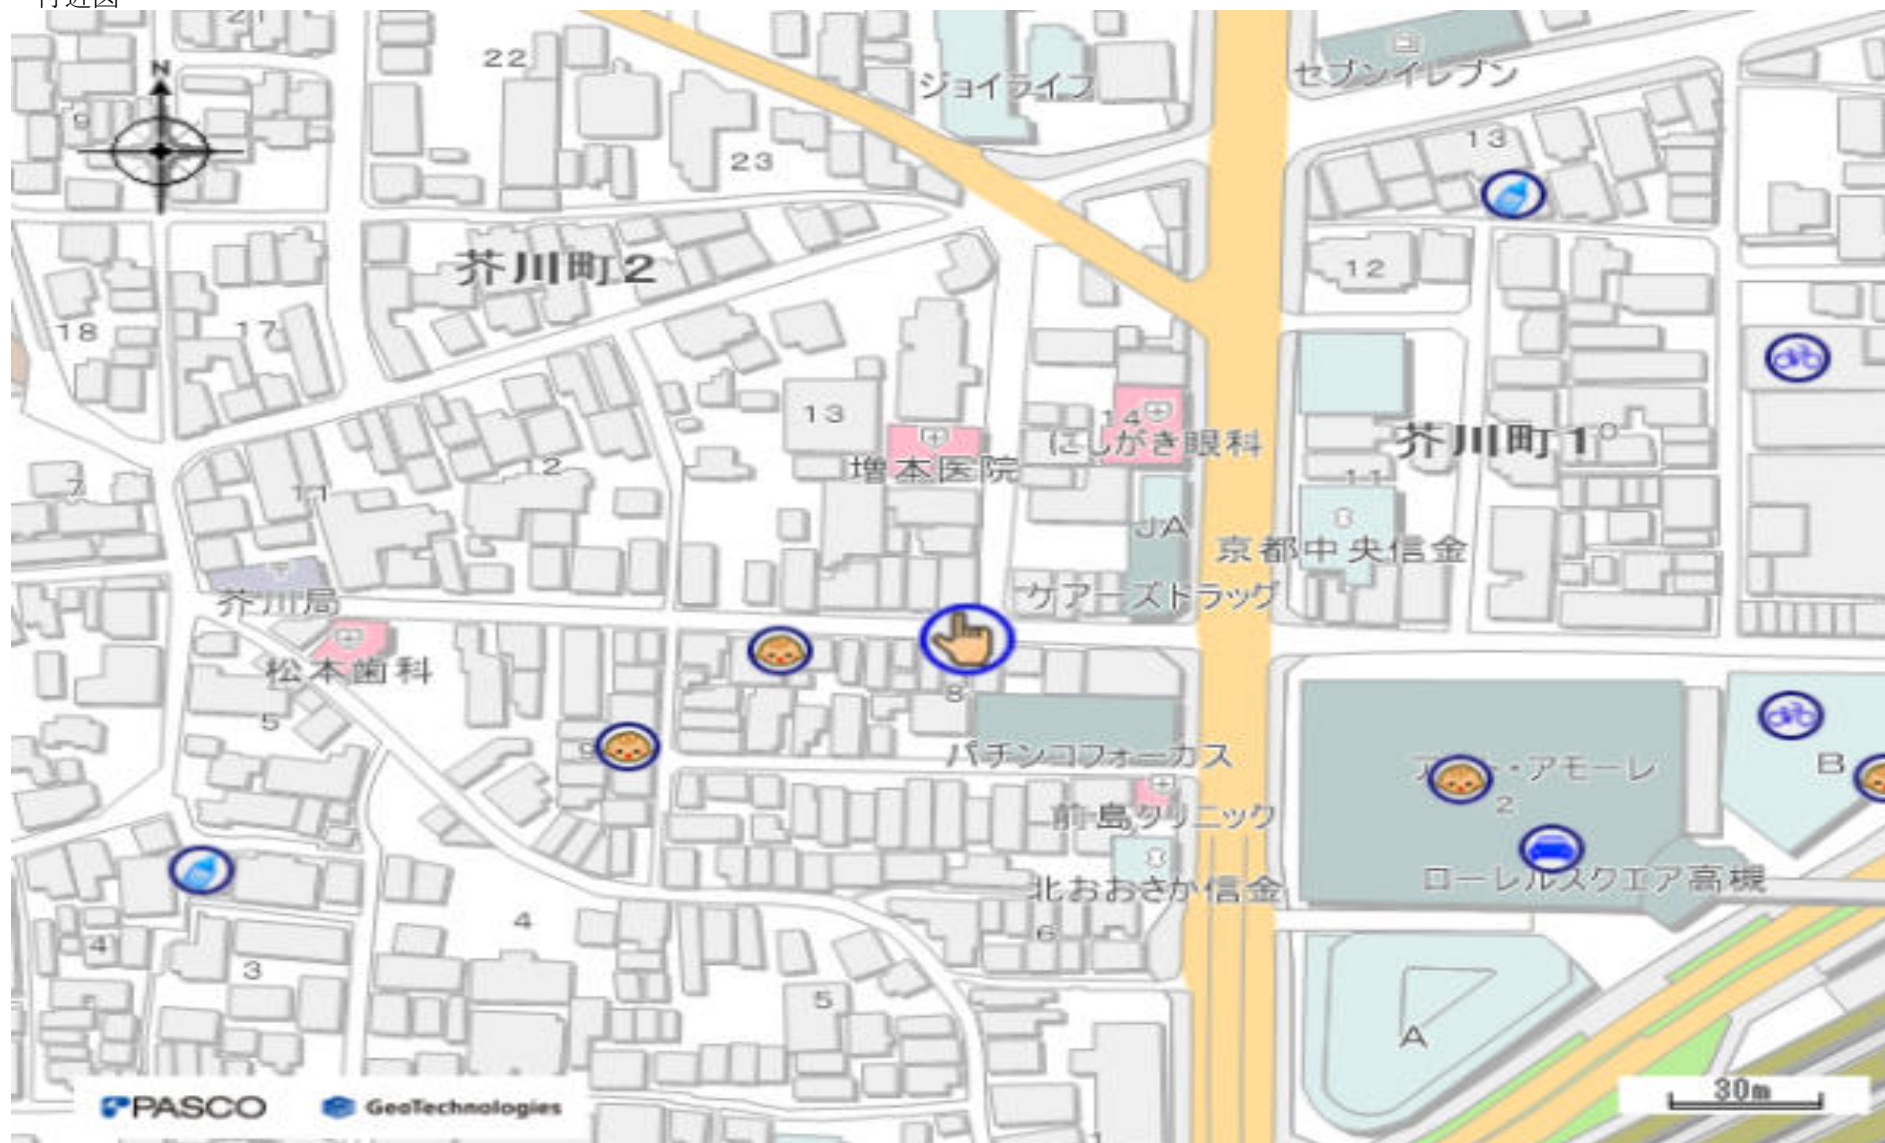 付近図
21
22
ジョイライフ
セブンイレブン
N
9
13
23
芥川町2
12
18
17
13
14
にしがき眼科
芥川町1
増本医院
12
11
7
11
JA
京都中央信金
芥川局
ケアーズドラッグ
松本歯科
8
5
パチンコフォーカス
9
・アモーレ
B
2
前島クリニック
ローレルスクエア高槻
北おおさか信金
4
6
4
3
5
A
1
PASCO
GeoTechnologies
30m